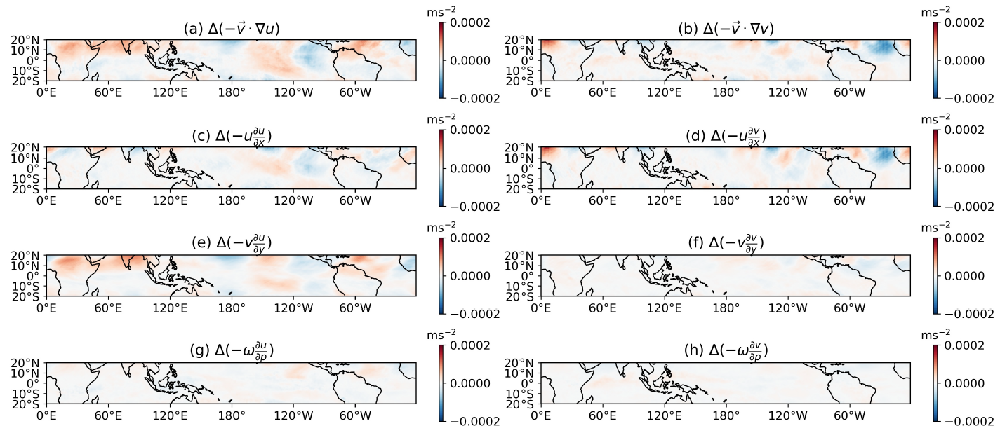 (a) Δ(−v⃗ · ∇u)
ms⁻²
0.0002
0.0000
−0.0002
20°N
10°N
0°
10°S
20°S
0°E 60°E 120°E 180° 120°W 60°W
(b) Δ(−v⃗ · ∇v)
ms⁻²
0.0002
0.0000
−0.0002
20°N
10°N
0°
10°S
20°S
0°E 60°E 120°E 180° 120°W 60°W
(c) Δ(−u ∂u/∂x)
ms⁻²
0.0002
0.0000
−0.0002
20°N
10°N
0°
10°S
20°S
0°E 60°E 120°E 180° 120°W 60°W
(d) Δ(−u ∂v/∂x)
ms⁻²
0.0002
0.0000
−0.0002
20°N
10°N
0°
10°S
20°S
0°E 60°E 120°E 180° 120°W 60°W
(e) Δ(−v ∂u/∂y)
ms⁻²
0.0002
0.0000
−0.0002
20°N
10°N
0°
10°S
20°S
0°E 60°E 120°E 180° 120°W 60°W
(f) Δ(−v ∂v/∂y)
ms⁻²
0.0002
0.0000
−0.0002
20°N
10°N
0°
10°S
20°S
0°E 60°E 120°E 180° 120°W 60°W
(g) Δ(−ω ∂u/∂p)
ms⁻²
0.0002
0.0000
−0.0002
20°N
10°N
0°
10°S
20°S
0°E 60°E 120°E 180° 120°W 60°W
(h) Δ(−ω ∂v/∂p)
ms⁻²
0.0002
0.0000
−0.0002
20°N
10°N
0°
10°S
20°S
0°E 60°E 120°E 180° 120°W 60°W